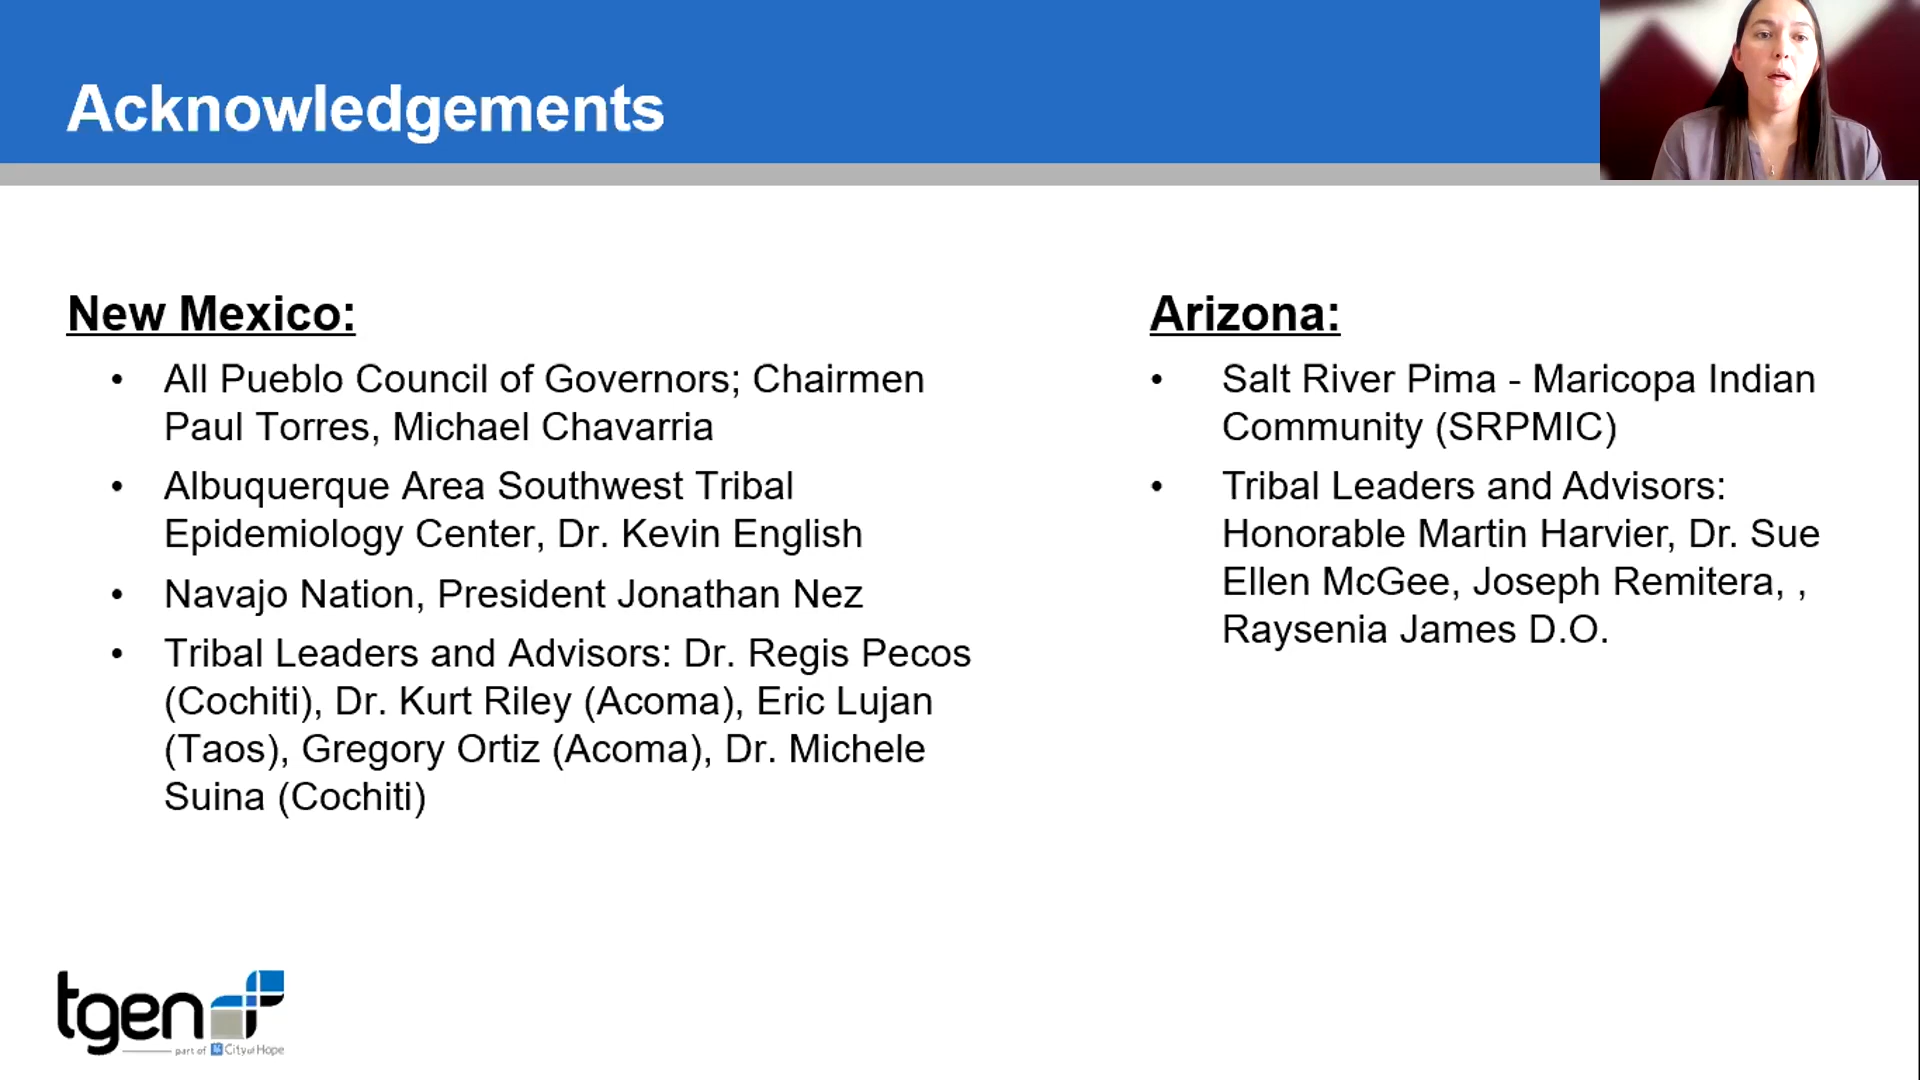 Acknowledgements
New Mexico:
• All Pueblo Council of Governors; Chairmen
Paul Torres, Michael Chavarria
• Albuquerque Area Southwest Tribal
Epidemiology Center, Dr. Kevin English
• Navajo Nation, President Jonathan Nez
• Tribal Leaders and Advisors: Dr. Regis Pecos
(Cochiti), Dr. Kurt Riley (Acoma), Eric Lujan
(Taos), Gregory Ortiz (Acoma), Dr. Michele
Suina (Cochiti)
Arizona:
• Salt River Pima - Maricopa Indian
Community (SRPMIC)
• Tribal Leaders and Advisors:
Honorable Martin Harvier, Dr. Sue
Ellen McGee, Joseph Remitera, ,
Raysenia James D.O.
tgen
part of City of Hope